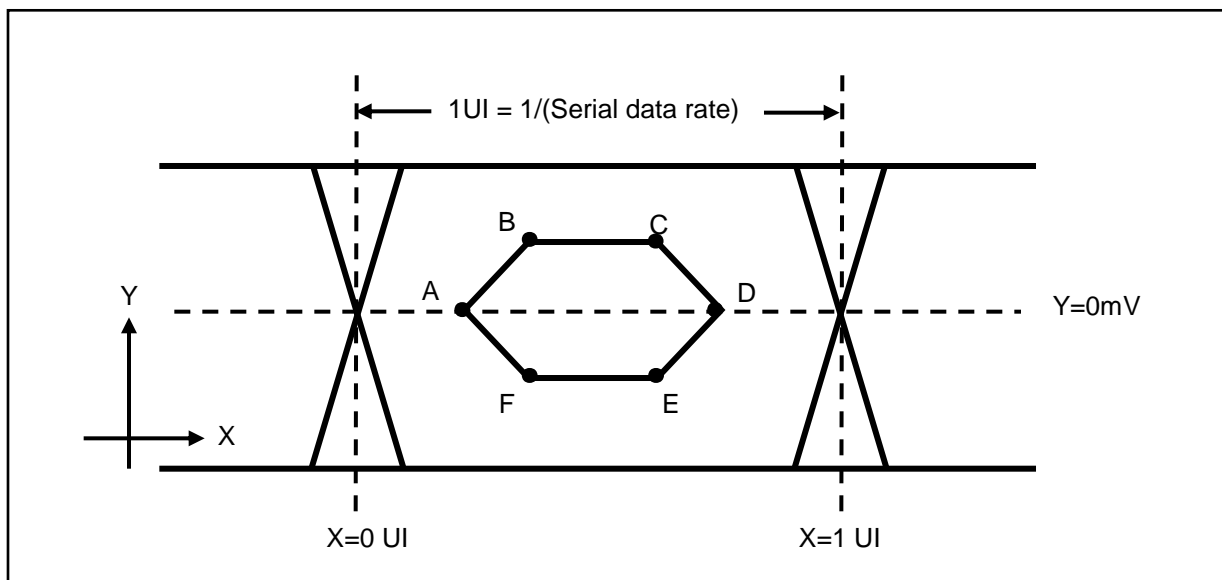 1UI = 1/(Serial data rate)
B
C
A
D
Y
Y=0mV
F
E
X
X=0 UI
X=1 UI